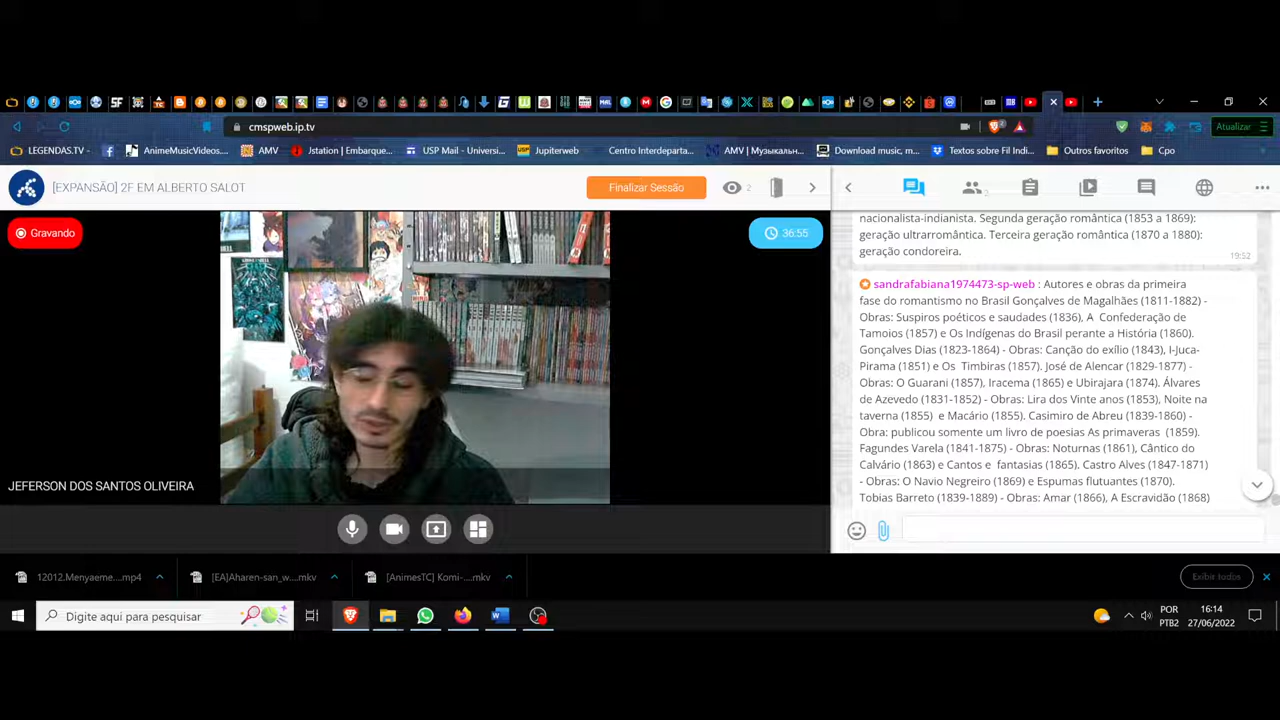 cmspweb.ip.tv
Atualizar
LEGENDAS.TV - AnimeMusicVideos... AMV Jstation | Embarque... USP Mail - Universi... Jupiterweb Centro Interdeparta... AMV | Музыкальн... Download music, m... Textos sobre Fil Indi... Outros favoritos Cpo
[EXPANSÃO] 2F EM ALBERTO SALOT
Finalizar Sessão
2
2
Gravando
36:55
JEFERSON DOS SANTOS OLIVEIRA
nacionalista-indianista. Segunda geração romântica (1853 a 1869):
geração ultrarromântica. Terceira geração romântica (1870 a 1880):
geração condoreira.
19:52
sandrafabiana1974473-sp-web : Autores e obras da primeira
fase do romantismo no Brasil Gonçalves de Magalhães (1811-1882) -
Obras: Suspiros poéticos e saudades (1836), A Confederação de
Tamoios (1857) e Os Indígenas do Brasil perante a História (1860).
Gonçalves Dias (1823-1864) - Obras: Canção do exílio (1843), I-Juca-
Pirama (1851) e Os Timbiras (1857). José de Alencar (1829-1877) -
Obras: O Guarani (1857), Iracema (1865) e Ubirajara (1874). Álvares
de Azevedo (1831-1852) - Obras: Lira dos Vinte anos (1853), Noite na
taverna (1855) e Macário (1855). Casimiro de Abreu (1839-1860) -
Obra: publicou somente um livro de poesias As primaveras (1859).
Fagundes Varela (1841-1875) - Obras: Noturnas (1861), Cântico do
Calvário (1863) e Cantos e fantasias (1865). Castro Alves (1847-1871)
- Obras: O Navio Negreiro (1869) e Espumas flutuantes (1870).
Tobias Barreto (1839-1889) - Obras: Amar (1866), A Escravidão (1868)
12012.Menyaeme....mp4
[EA]Aharen-san_w....mkv
[AnimesTC] Komi-....mkv
Exibir todos
Digite aqui para pesquisar
POR
PTB2
16:14
27/06/2022